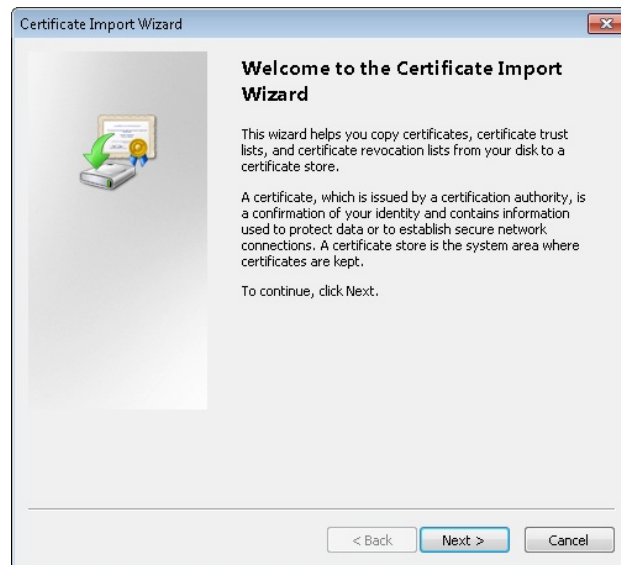 Certificate Import Wizard
Welcome to the Certificate Import
Wizard
This wizard helps you copy certificates, certificate trust
lists, and certificate revocation lists from your disk to a
certificate store.
A certificate, which is issued by a certification authority, is
a confirmation of your identity and contains information
used to protect data or to establish secure network
connections. A certificate store is the system area where
certificates are kept.
To continue, click Next.
< Back
Next >
Cancel